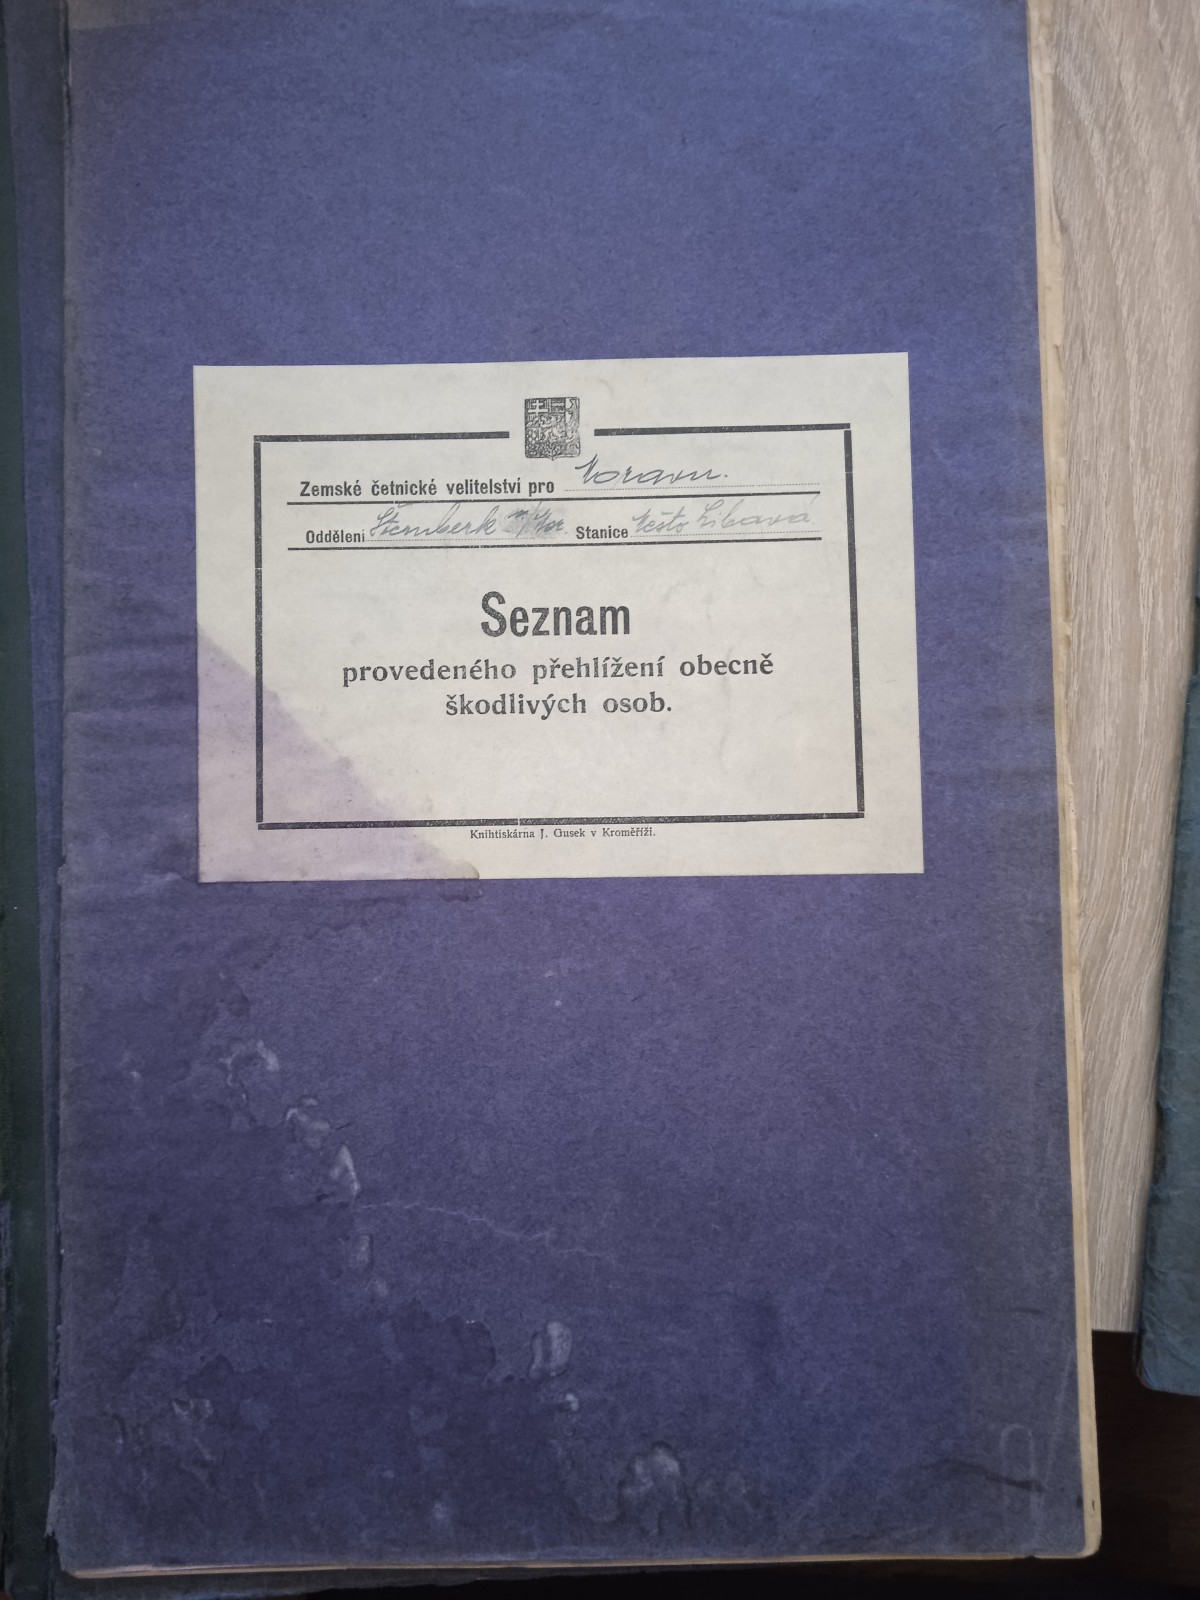 Zemské četnické velitelství pro Moravu.
Oddělení Šternberk n/Mor. Stanice Město Libavá
Seznam
provedeného přehlížení obecně
škodlivých osob.
Knihtiskárna J. Gusek v Kroměříži.